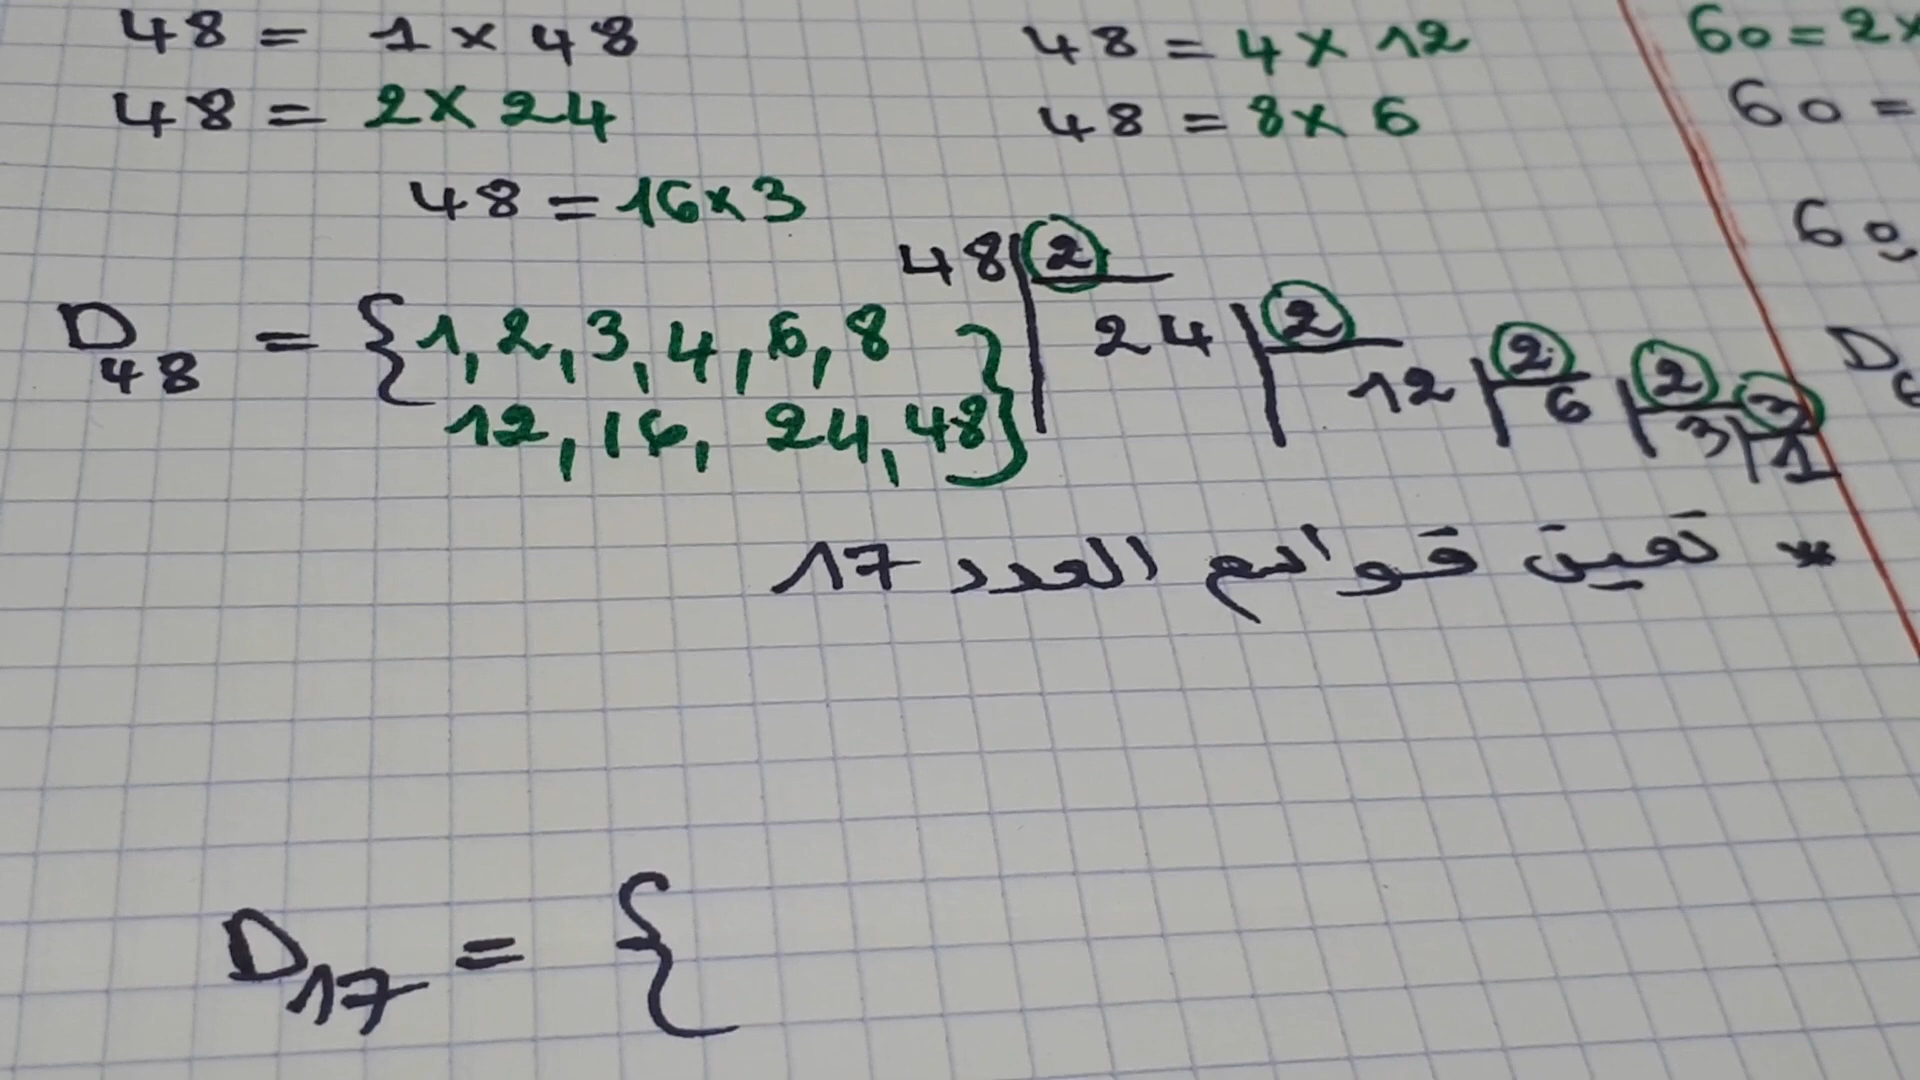 48 = 1 × 48
48 = 2 × 24
48 = 4 × 12
48 = 8 × 6
48 = 16 × 3
60 = 2 ×
60 =
60
D48 = {1, 2, 3, 4, 6, 8
12, 16, 24, 48}
48 2
24 2
12 2
6 2
3 3
1
* تعين قواسم العدد 17
D17 = {